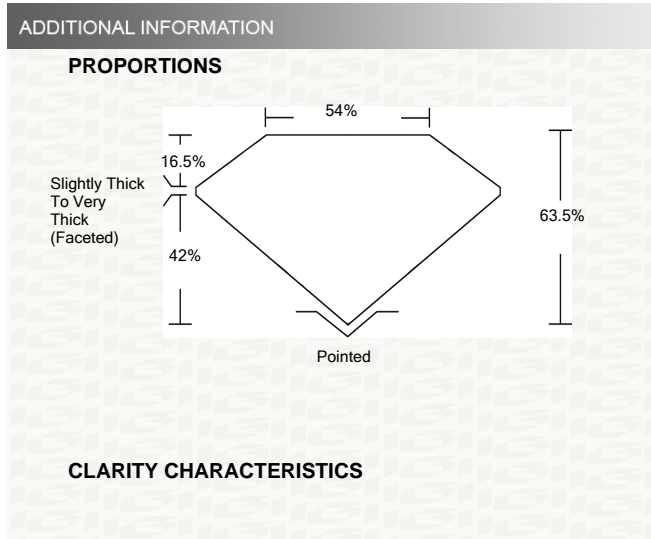 ADDITIONAL INFORMATION
PROPORTIONS
54%
16.5%
Slightly Thick
To Very
Thick
(Faceted)
63.5%
42%
Pointed
CLARITY CHARACTERISTICS